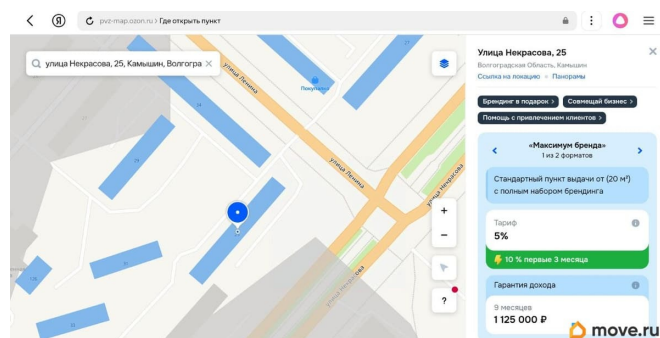 pvz-map.ozon.ru › Где открыть пункт
улица Некрасова, 25, Камышин, Волгогра
улица Ленина
Покупалко
улица Ленина
улица Некрасова
улица Некрасова
Улица Некрасова, 25
Волгоградская Область, Камышин
Ссылка на локацию • Панорамы
Брендинг в подарок › Совмещай бизнес ›
Помощь с привлечением клиентов ›
«Максимум бренда»
1 из 2 форматов
Стандартный пункт выдачи от (20 м²)
с полным набором брендинга
Тариф
5%
10 % первые 3 месяца
Гарантия дохода
9 месяцев
1 125 000 ₽
move.ru